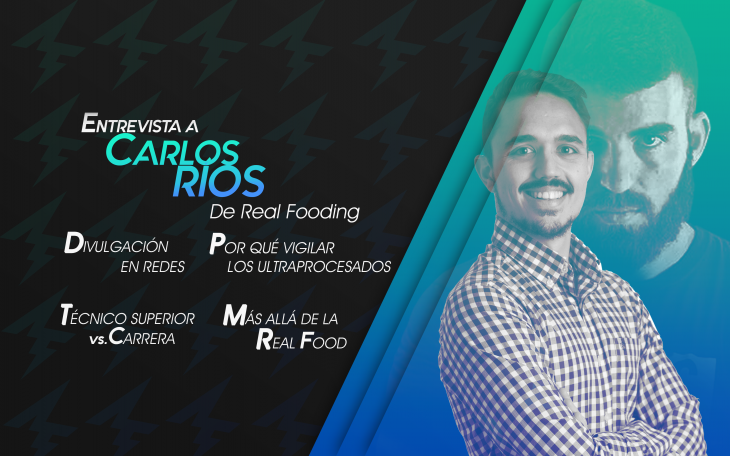 ENTREVISTA A
CARLOS
RIOS
De Real Fooding
DIVULGACIÓN
EN REDES
POR QUÉ VIGILAR
LOS ULTRAPROCESADOS
TÉCNICO SUPERIOR
vs. CARRERA
MÁS ALLÁ DE LA
REAL FOOD